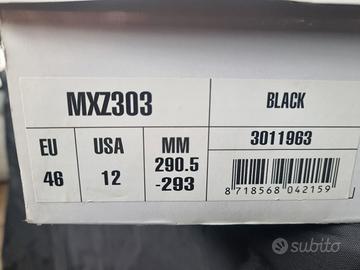 MXZ303
BLACK
EU
USA
MM
3011963
46
12
290.5
-293
8 718568 042159
subito